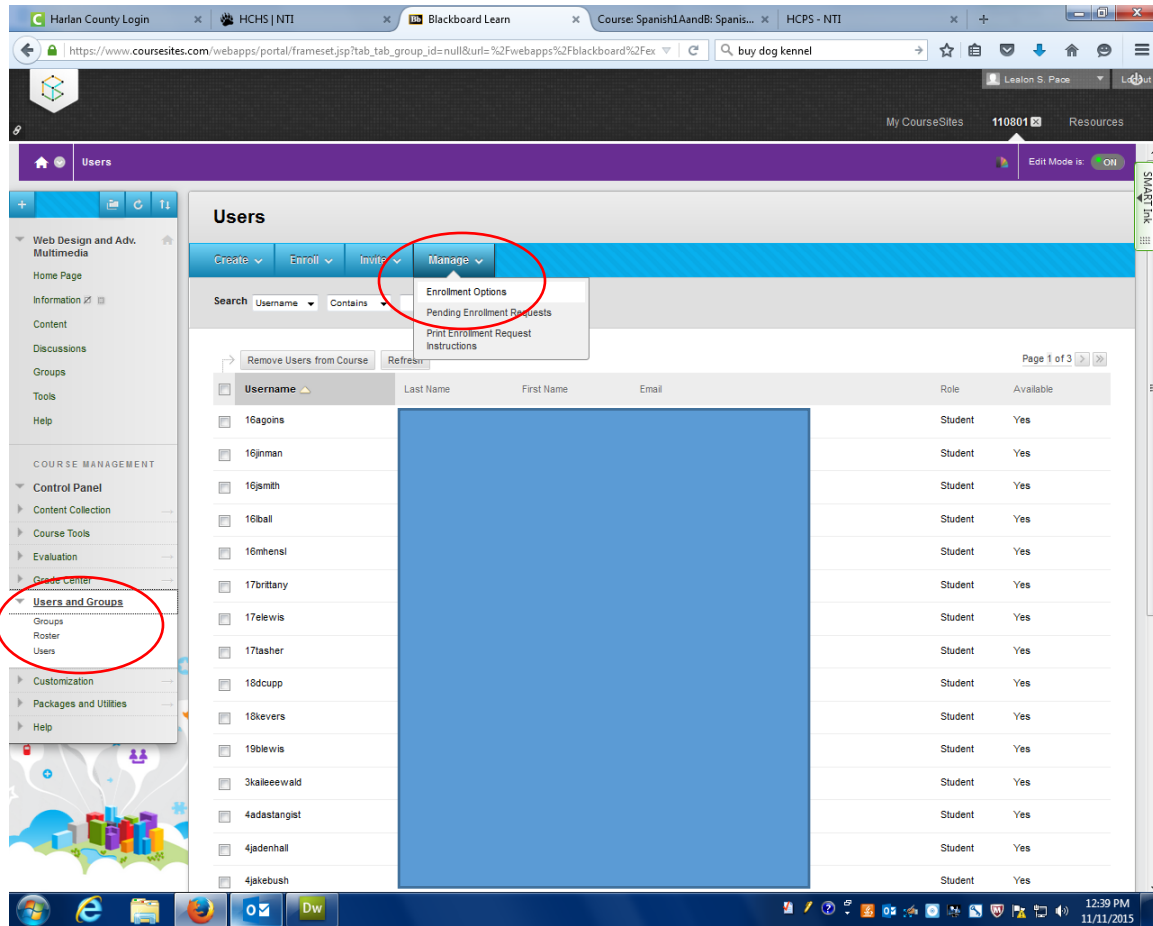 Harlan County Login
HCHS | NTI
Blackboard Learn
Course: Spanish1AandB: Spanis...
HCPS - NTI
https://www.coursesites.com/webapps/portal/frameset.jsp?tab_tab_group_id=null&url=%2Fwebapps%2Fblackboard%2Fex
buy dog kennel
Lealon S. Pace
Logout
My CourseSites
110801
Resources
Users
Edit Mode is: ON
SMART Ink
Web Design and Adv.
Multimedia
Home Page
Information
Content
Discussions
Groups
Tools
Help
COURSE MANAGEMENT
Control Panel
Content Collection
Course Tools
Evaluation
Grade Center
Users and Groups
Groups
Roster
Users
Customization
Packages and Utilities
Help
Users
Create Enroll Invite Manage
Enrollment Options
Pending Enrollment Requests
Print Enrollment Request
Instructions
Search Username Contains
Remove Users from Course Refresh
Page 1 of 3
Username Last Name First Name Email Role Available
16agoins Student Yes
16jinman Student Yes
16jsmith Student Yes
16lball Student Yes
16mhensl Student Yes
17brittany Student Yes
17elewis Student Yes
17tasher Student Yes
18dcupp Student Yes
18kevers Student Yes
19blewis Student Yes
3kaileeewald Student Yes
4adastangist Student Yes
4jadenhall Student Yes
4jakebush Student Yes
Dw
12:39 PM
11/11/2015